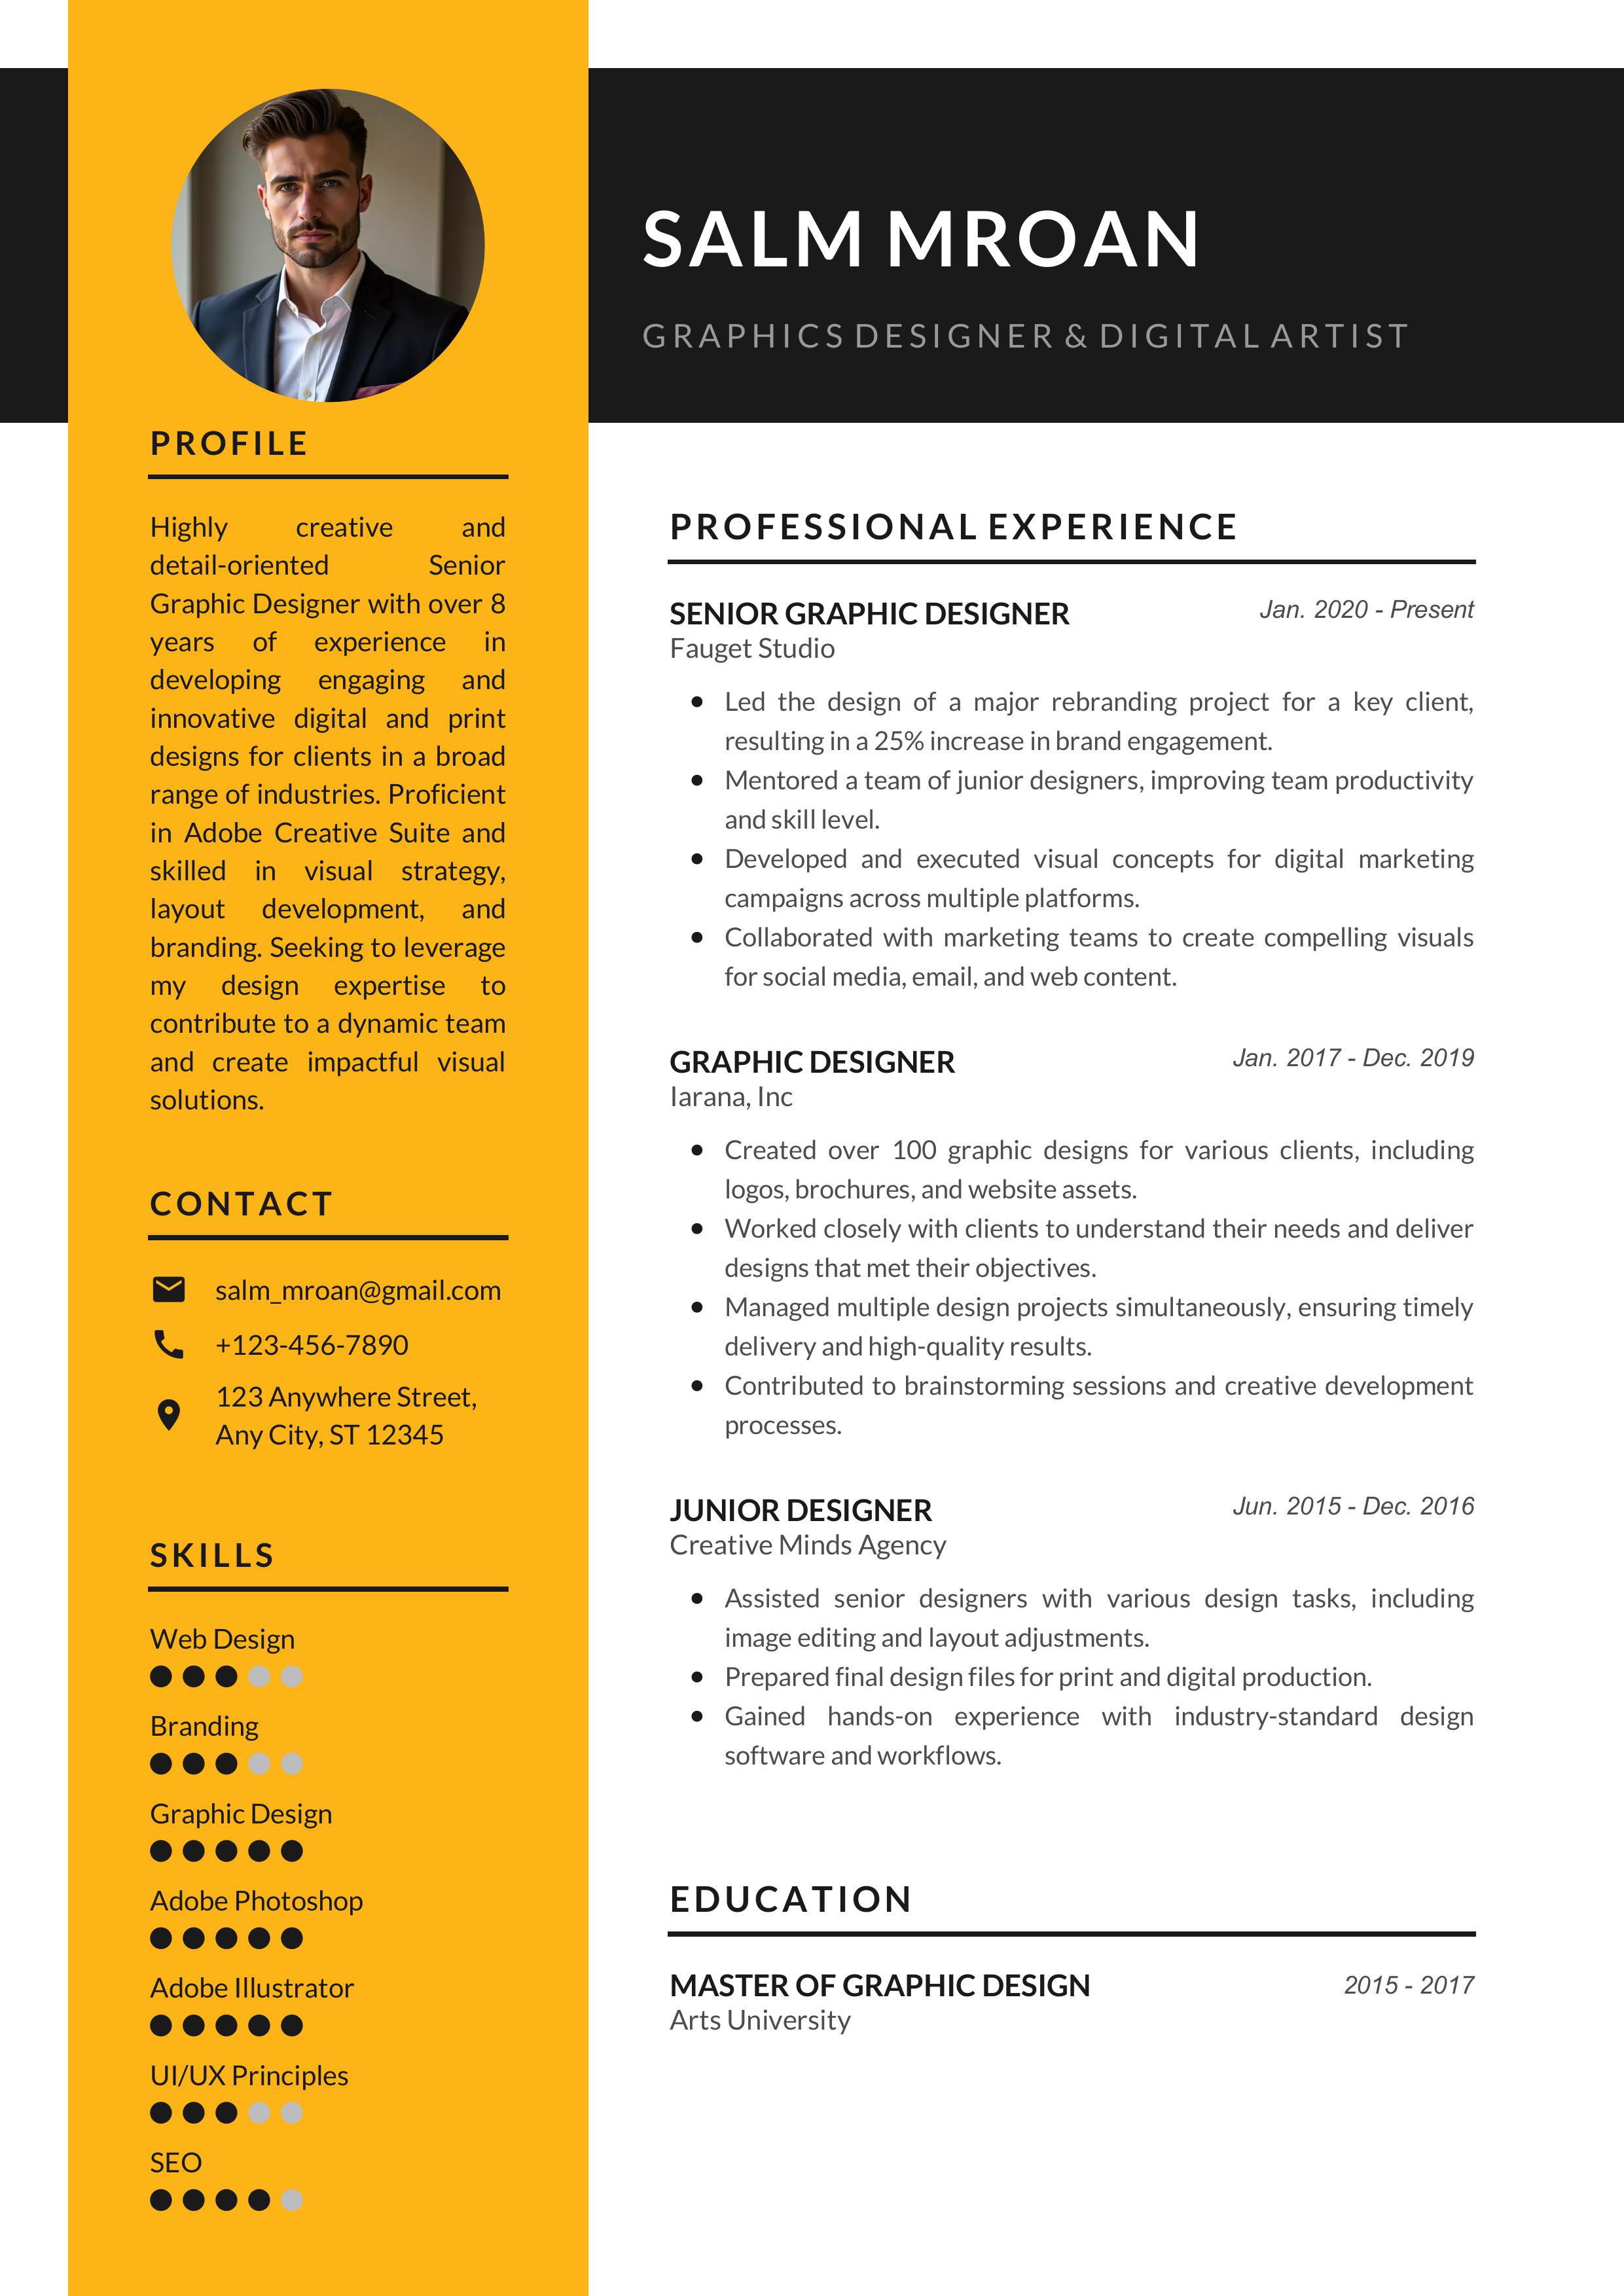 SALM MROAN
GRAPHICS DESIGNER & DIGITAL ARTIST
PROFILE
Highly creative and
detail-oriented Senior
Graphic Designer with over 8
years of experience in
developing engaging and
innovative digital and print
designs for clients in a broad
range of industries. Proficient
in Adobe Creative Suite and
skilled in visual strategy,
layout development, and
branding. Seeking to leverage
my design expertise to
contribute to a dynamic team
and create impactful visual
solutions.
CONTACT
salm_mroan@gmail.com
+123-456-7890
123 Anywhere Street,
Any City, ST 12345
SKILLS
Web Design
Branding
Graphic Design
Adobe Photoshop
Adobe Illustrator
UI/UX Principles
SEO
PROFESSIONAL EXPERIENCE
SENIOR GRAPHIC DESIGNER Jan. 2020 - Present
Fauget Studio
• Led the design of a major rebranding project for a key client,
resulting in a 25% increase in brand engagement.
• Mentored a team of junior designers, improving team productivity
and skill level.
• Developed and executed visual concepts for digital marketing
campaigns across multiple platforms.
• Collaborated with marketing teams to create compelling visuals
for social media, email, and web content.
GRAPHIC DESIGNER Jan. 2017 - Dec. 2019
Iarana, Inc
• Created over 100 graphic designs for various clients, including
logos, brochures, and website assets.
• Worked closely with clients to understand their needs and deliver
designs that met their objectives.
• Managed multiple design projects simultaneously, ensuring timely
delivery and high-quality results.
• Contributed to brainstorming sessions and creative development
processes.
JUNIOR DESIGNER Jun. 2015 - Dec. 2016
Creative Minds Agency
• Assisted senior designers with various design tasks, including
image editing and layout adjustments.
• Prepared final design files for print and digital production.
• Gained hands-on experience with industry-standard design
software and workflows.
EDUCATION
MASTER OF GRAPHIC DESIGN 2015 - 2017
Arts University